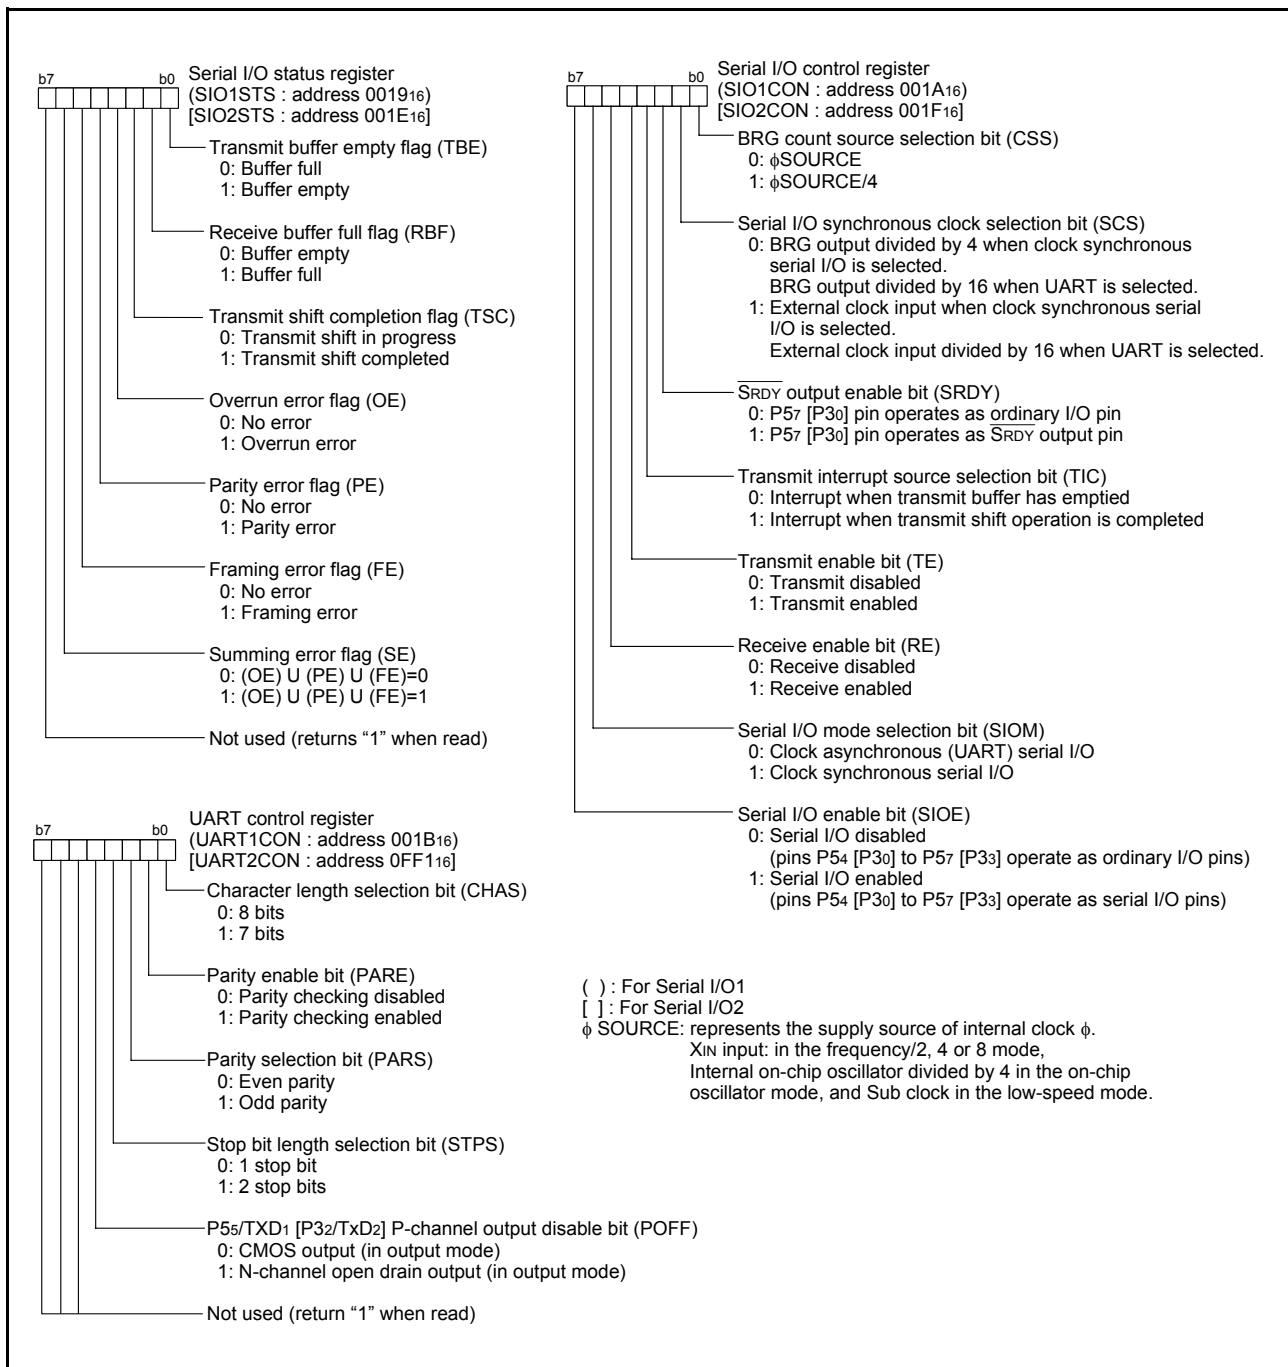 b7 b0 Serial I/O status register
(SIO1STS : address 001916)
[SIO2STS : address 001E16]
Transmit buffer empty flag (TBE)
0: Buffer full
1: Buffer empty
Receive buffer full flag (RBF)
0: Buffer empty
1: Buffer full
Transmit shift completion flag (TSC)
0: Transmit shift in progress
1: Transmit shift completed
Overrun error flag (OE)
0: No error
1: Overrun error
Parity error flag (PE)
0: No error
1: Parity error
Framing error flag (FE)
0: No error
1: Framing error
Summing error flag (SE)
0: (OE) U (PE) U (FE)=0
1: (OE) U (PE) U (FE)=1
Not used (returns “1” when read)
b7 b0 UART control register
(UART1CON : address 001B16)
[UART2CON : address 0FF116]
Character length selection bit (CHAS)
0: 8 bits
1: 7 bits
Parity enable bit (PARE)
0: Parity checking disabled
1: Parity checking enabled
Parity selection bit (PARS)
0: Even parity
1: Odd parity
Stop bit length selection bit (STPS)
0: 1 stop bit
1: 2 stop bits
P55/TXD1 [P32/TxD2] P-channel output disable bit (POFF)
0: CMOS output (in output mode)
1: N-channel open drain output (in output mode)
Not used (return “1” when read)
b7 b0 Serial I/O control register
(SIO1CON : address 001A16)
[SIO2CON : address 001F16]
BRG count source selection bit (CSS)
0: ϕSOURCE
1: ϕSOURCE/4
Serial I/O synchronous clock selection bit (SCS)
0: BRG output divided by 4 when clock synchronous
serial I/O is selected.
BRG output divided by 16 when UART is selected.
1: External clock input when clock synchronous serial
I/O is selected.
External clock input divided by 16 when UART is selected.
SRDY output enable bit (SRDY)
0: P57 [P30] pin operates as ordinary I/O pin
1: P57 [P30] pin operates as SRDY output pin
Transmit interrupt source selection bit (TIC)
0: Interrupt when transmit buffer has emptied
1: Interrupt when transmit shift operation is completed
Transmit enable bit (TE)
0: Transmit disabled
1: Transmit enabled
Receive enable bit (RE)
0: Receive disabled
1: Receive enabled
Serial I/O mode selection bit (SIOM)
0: Clock asynchronous (UART) serial I/O
1: Clock synchronous serial I/O
Serial I/O enable bit (SIOE)
0: Serial I/O disabled
(pins P54 [P30] to P57 [P33] operate as ordinary I/O pins)
1: Serial I/O enabled
(pins P54 [P30] to P57 [P33] operate as serial I/O pins)
( ) : For Serial I/O1
[ ] : For Serial I/O2
ϕ SOURCE: represents the supply source of internal clock ϕ.
XIN input: in the frequency/2, 4 or 8 mode,
Internal on-chip oscillator divided by 4 in the on-chip
oscillator mode, and Sub clock in the low-speed mode.